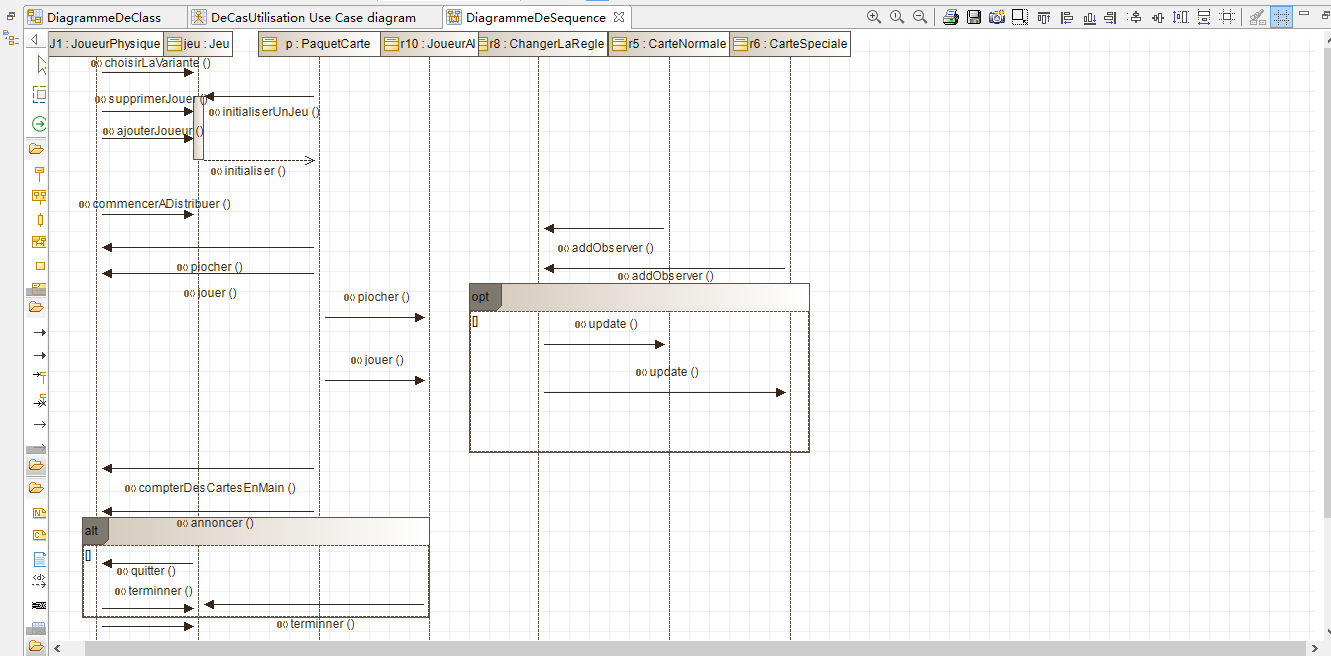 DiagrammeDeClass DeCasUtilisation Use Case diagram DiagrammeDeSequence
J1 : JoueurPhysique jeu : Jeu p : PaquetCarte r10 : JoueurAI r8 : ChangerLaRegle r5 : CarteNormale r6 : CarteSpeciale
choisirLaVariante ()
supprimerJouer ()
initialiserUnJeu ()
ajouterJoueur ()
initialiser ()
commencerADistribuer ()
addObserver ()
piocher ()
addObserver ()
jouer ()
piocher ()
opt
[]
update ()
jouer ()
update ()
compterDesCartesEnMain ()
annoncer ()
alt
[]
quitter ()
terminner ()
terminner ()